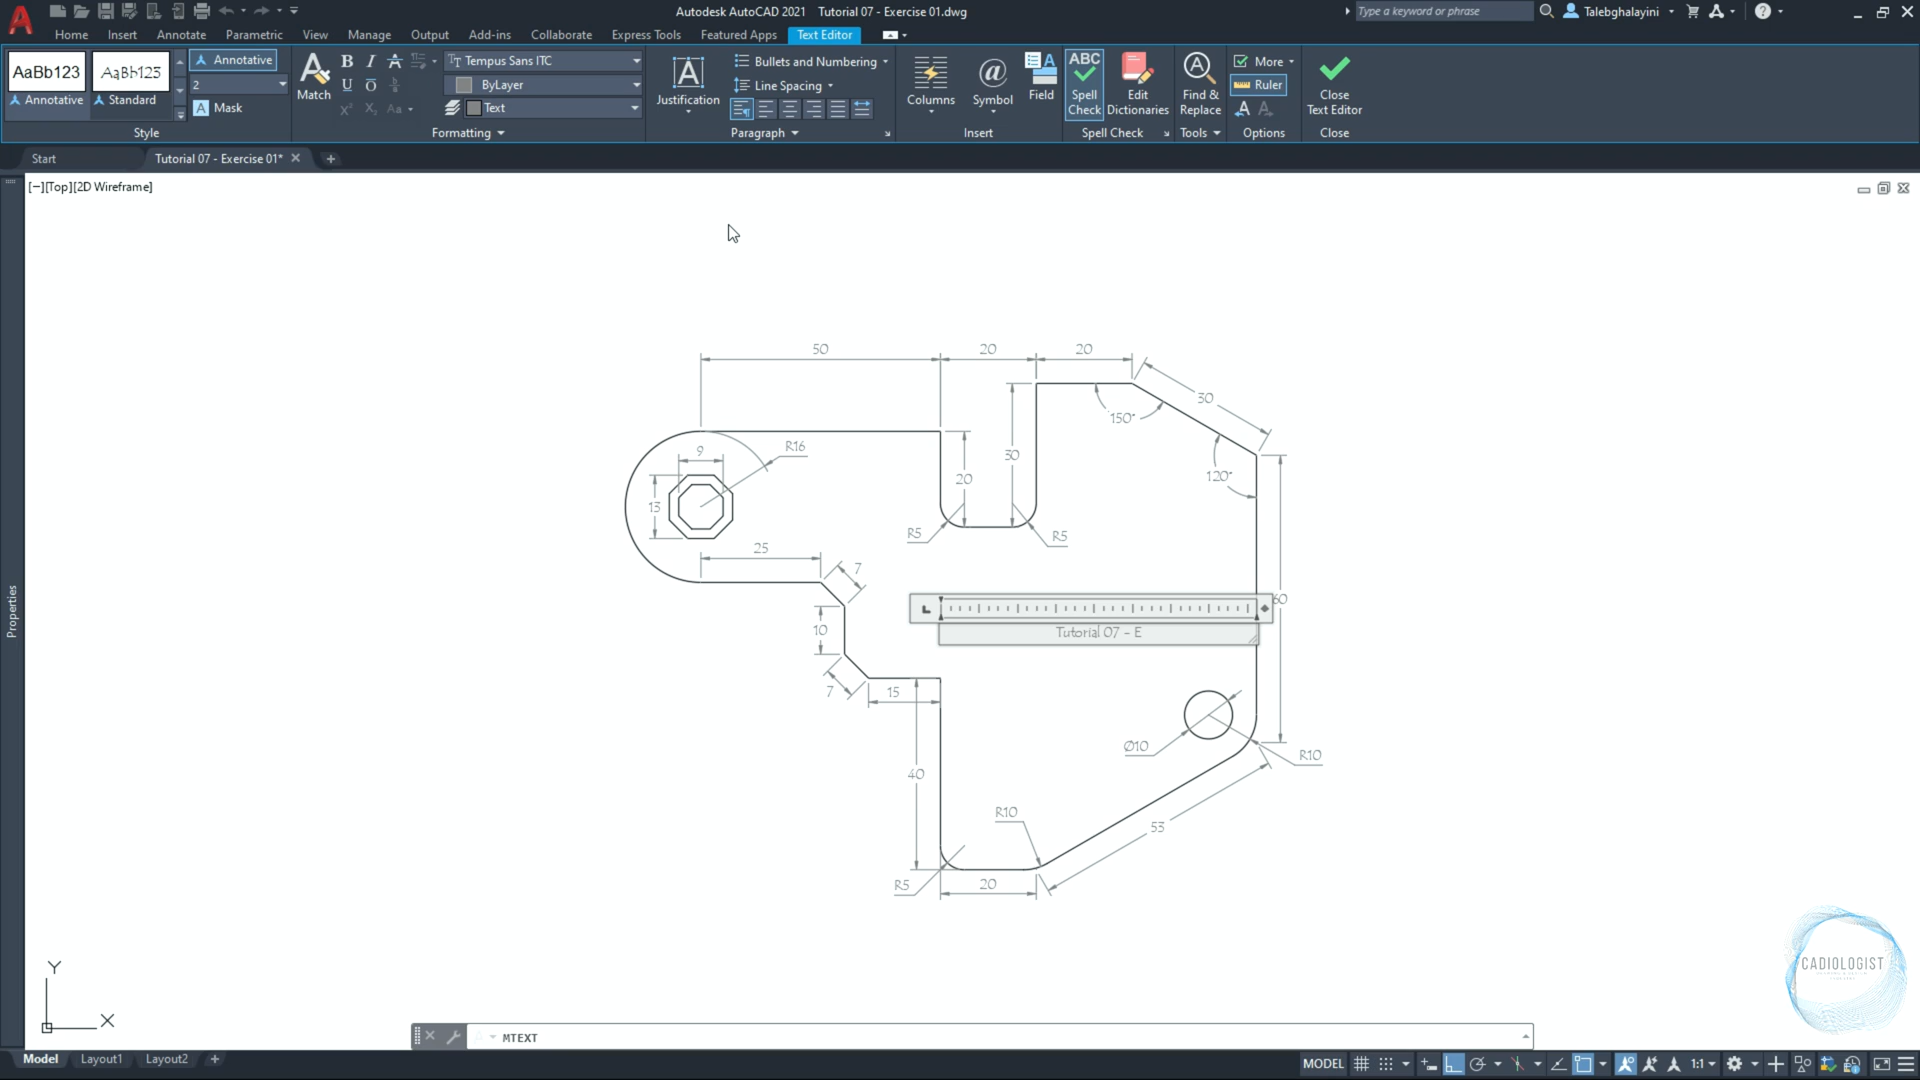 Autodesk AutoCAD 2021 Tutorial 07 - Exercise 01.dwg
Type a keyword or phrase
Talebghalayini
Home Insert Annotate Parametric View Manage Output Add-ins Collaborate Express Tools Featured Apps Text Editor
AaBb123 AaBb123
Annotative Standard
Annotative
2
Mask
Style
Match
Tempus Sans ITC
ByLayer
Text
Formatting
Justification
Bullets and Numbering
Line Spacing
Paragraph
Columns
Symbol
Field
Insert
ABC
Spell
Check
Edit
Dictionaries
Spell Check
Find &
Replace
Tools
More
Ruler
Options
Close
Text Editor
Close
Start
Tutorial 07 - Exercise 01*
[−][Top][2D Wireframe]
Properties
50 20 20
30
150°
R16
9
30
20
120°
13
R5
R5
25
7
60
Tutorial 07 - E
10
7
15
Ø10
R10
40
R10
53
R5
20
CADIOLOGIST
Y
X
MTEXT
Model Layout1 Layout2
MODEL
1:1